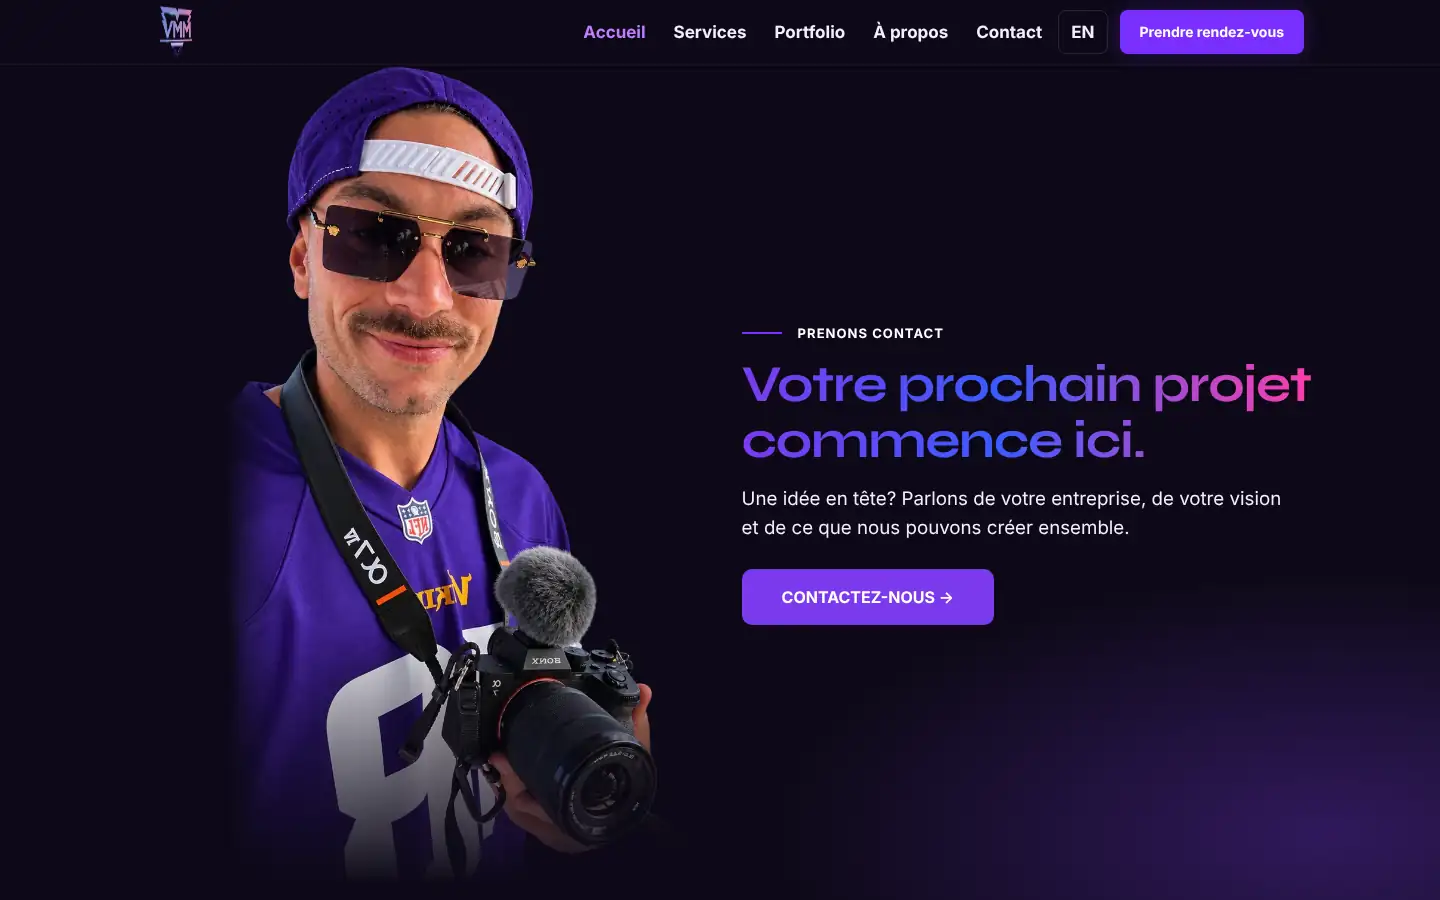 VMM
Accueil
Services
Portfolio
À propos
Contact
EN
Prendre rendez-vous
PRENONS CONTACT
Votre prochain projet
commence ici.
Une idée en tête? Parlons de votre entreprise, de votre vision
et de ce que nous pouvons créer ensemble.
CONTACTEZ-NOUS →
NFL
SONY